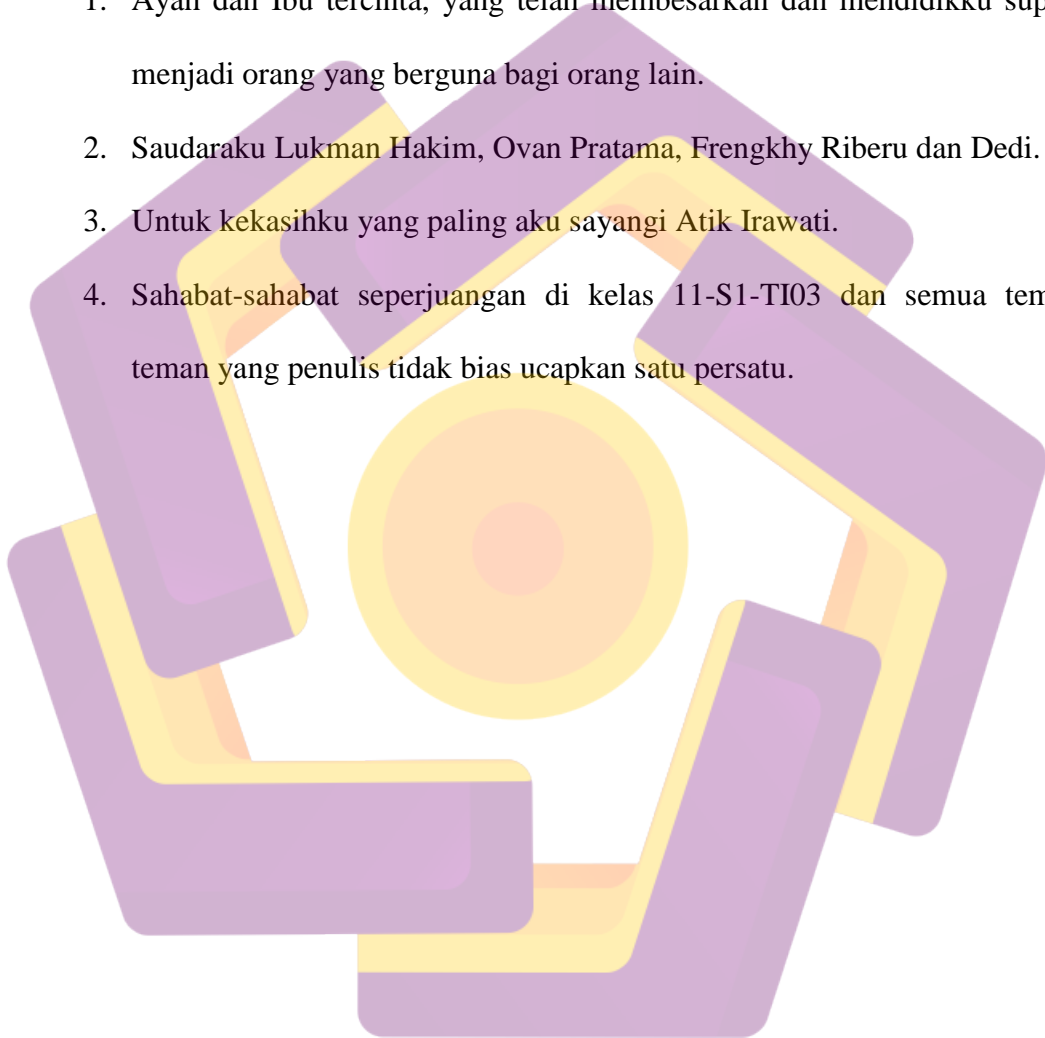 1. Ayah dan Ibu tercinta, yang telah membesarkan dan mendidikku sup
menjadi orang yang berguna bagi orang lain.
2. Saudaraku Lukman Hakim, Ovan Pratama, Frengkhy Riberu dan Dedi.
3. Untuk kekasihku yang paling aku sayangi Atik Irawati.
4. Sahabat-sahabat seperjuangan di kelas 11-S1-TI03 dan semua tem
teman yang penulis tidak bias ucapkan satu persatu.